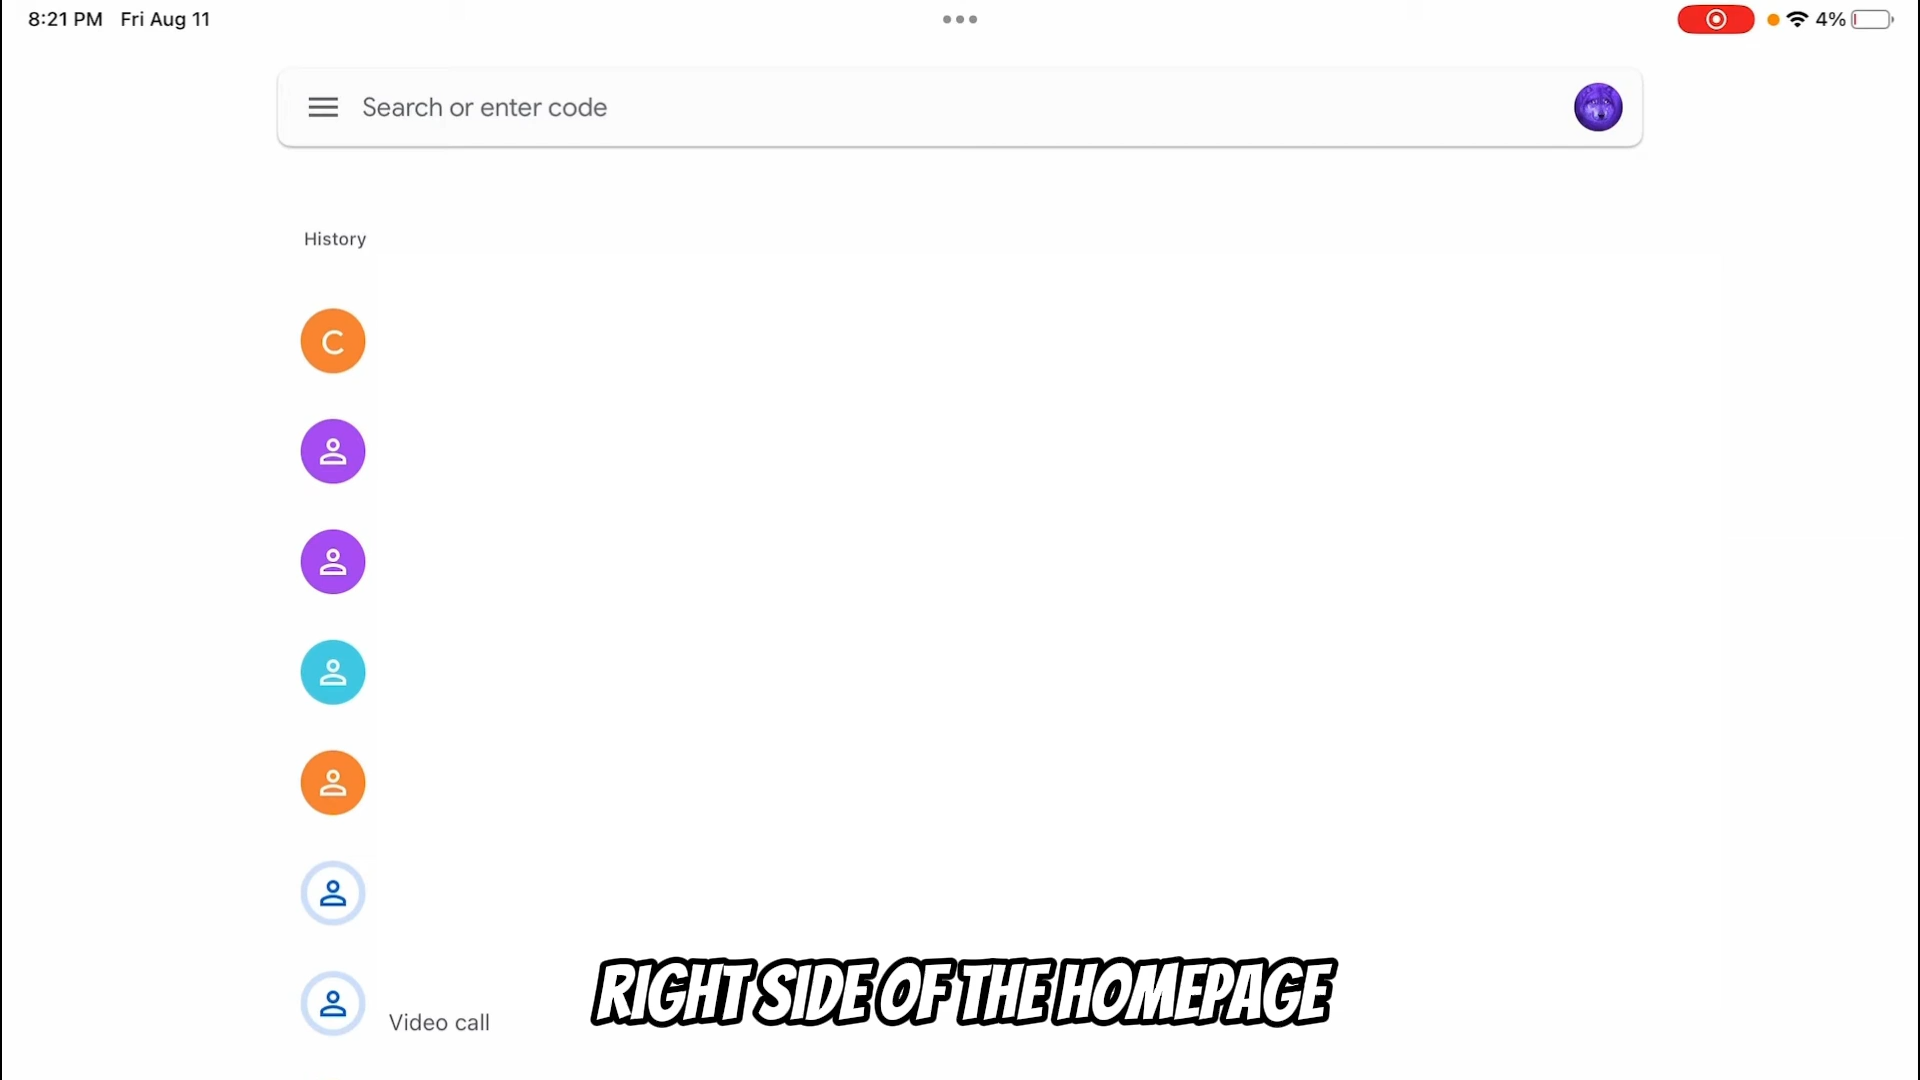 8:21 PM Fri Aug 11
4%
Search or enter code
History
C
Video call
RIGHT SIDE OF THE HOMEPAGE